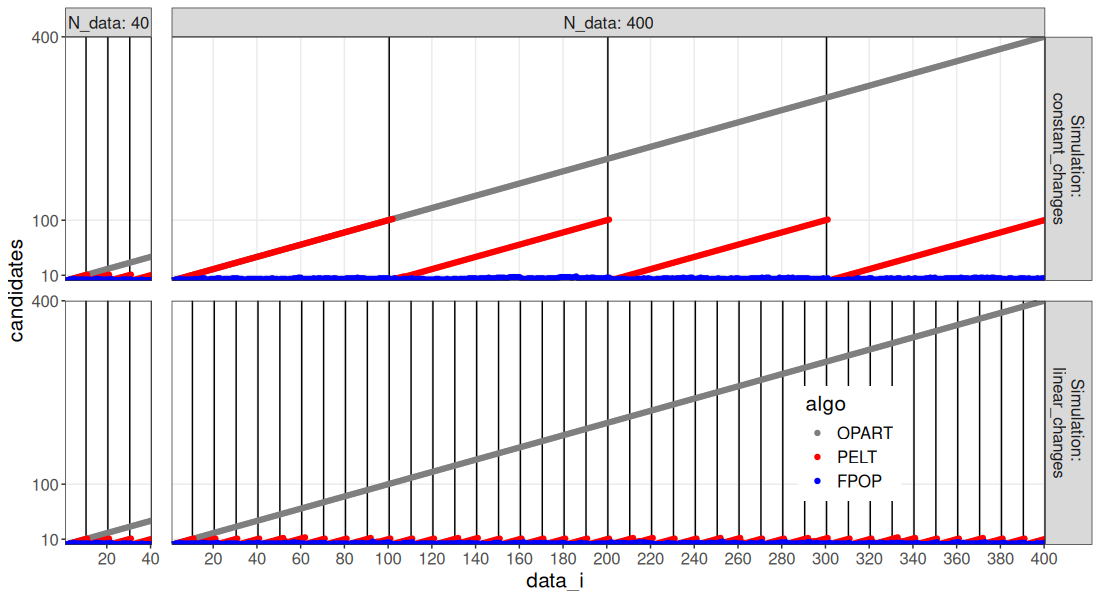 N_data: 40
N_data: 400
candidates
400
100
10
Simulation:
constant_changes
400
100
10
Simulation:
linear_changes
algo
OPART
PELT
FPOP
20 40
20 40 60 80 100 120 140 160 180 200 220 240 260 280 300 320 340 360 380 400
data_i